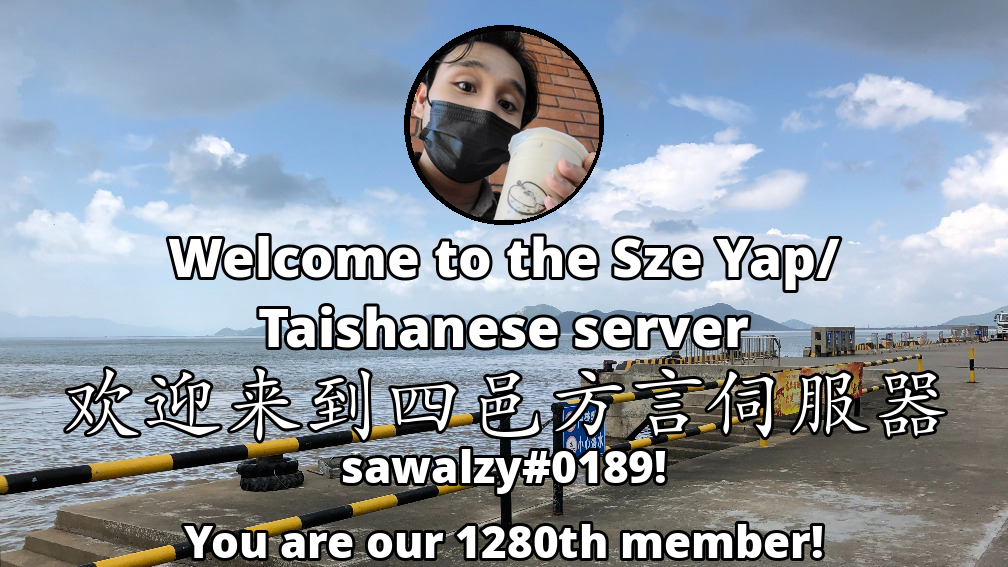 Welcome to the Sze Yap/
Taishanese server
欢迎来到四邑方言伺服器
sawalzy#0189!
You are our 1280th member!